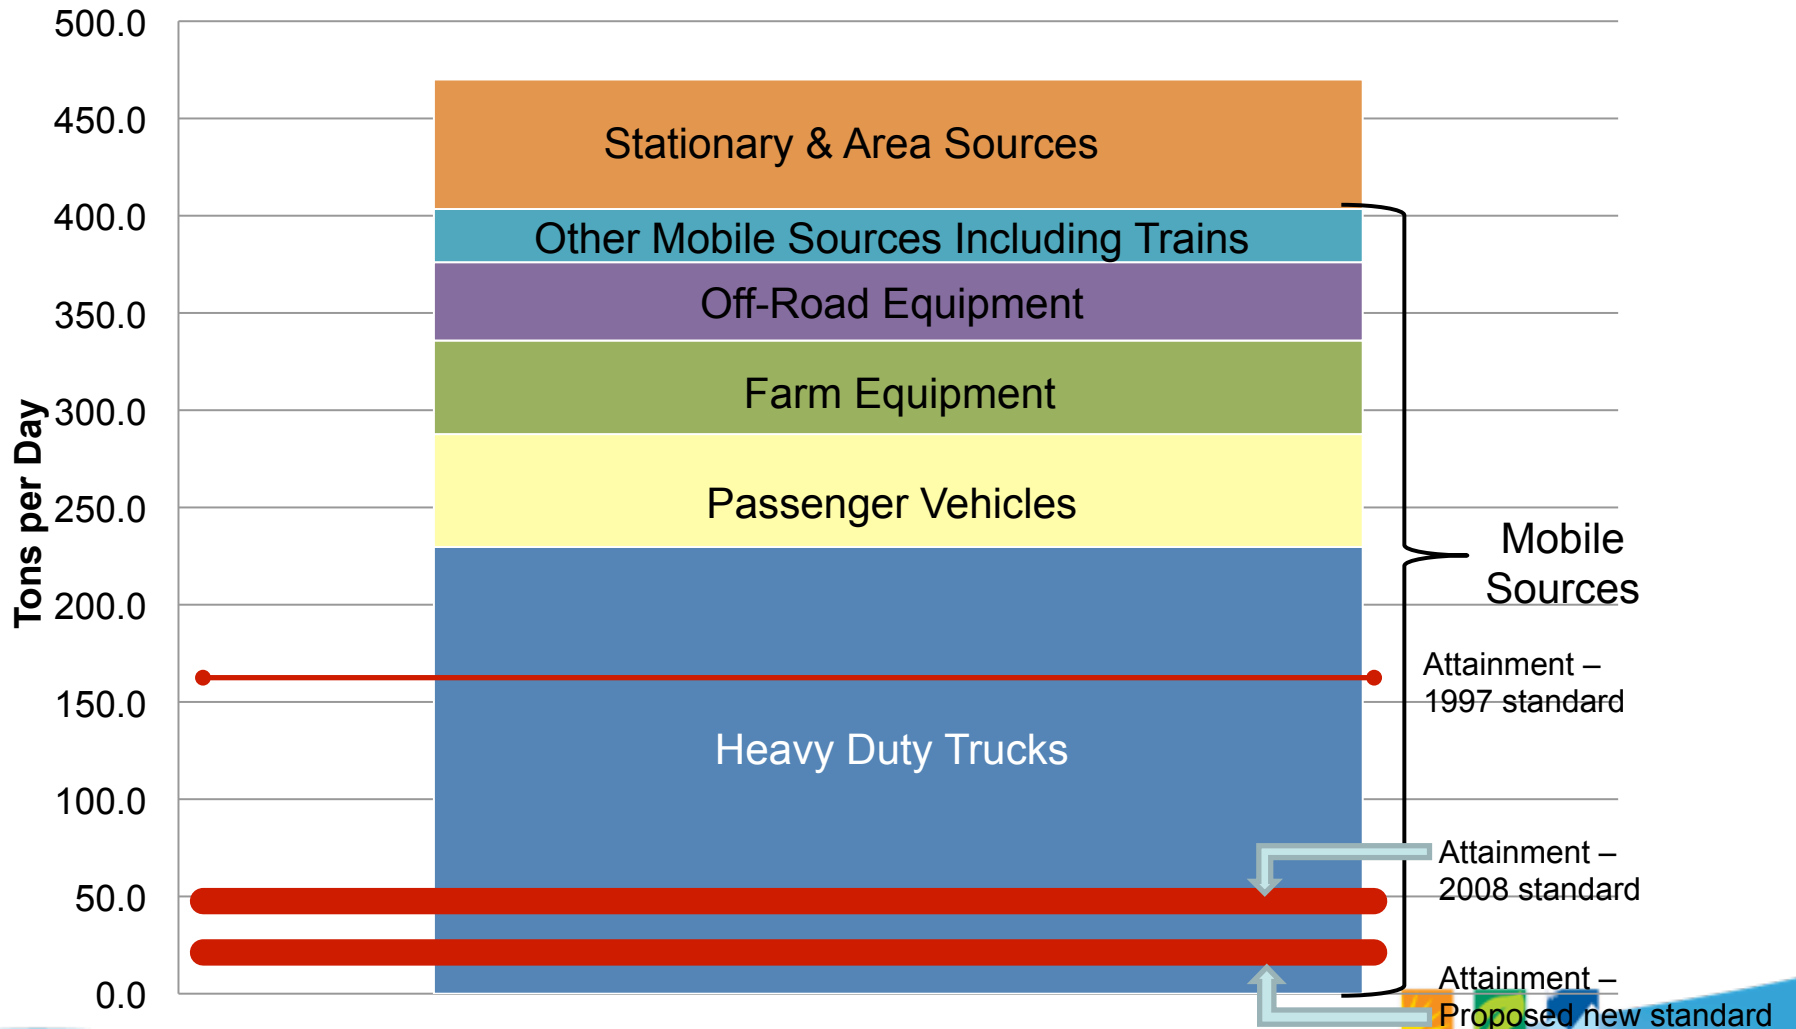 500.0
450.0
400.0
350.0
300.0
250.0
200.0
150.0
100.0
50.0
0.0
Tons per Day
Stationary & Area Sources
Other Mobile Sources Including Trains
Off-Road Equipment
Farm Equipment
Passenger Vehicles
Heavy Duty Trucks
Mobile
Sources
Attainment –
1997 standard
Attainment –
2008 standard
Attainment –
Proposed new standard